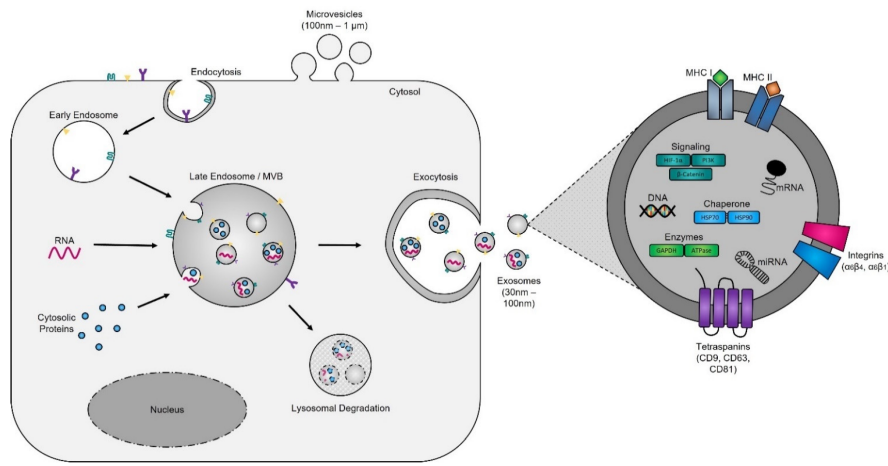 Microvesicles
(100nm – 1 µm)
Endocytosis
Cytosol
Early Endosome
Late Endosome / MVB
Exocytosis
RNA
Exosomes
(30nm –
100nm)
Cytosolic
Proteins
Lysosomal Degradation
Nucleus
MHC I
MHC II
Signaling
HIF-1α
PI3K
β-Catenin
mRNA
DNA
Chaperone
HSP70
HSP90
Enzymes
GAPDH
ATPase
miRNA
Integrins
(α6β4, α6β1)
Tetraspanins
(CD9, CD63,
CD81)